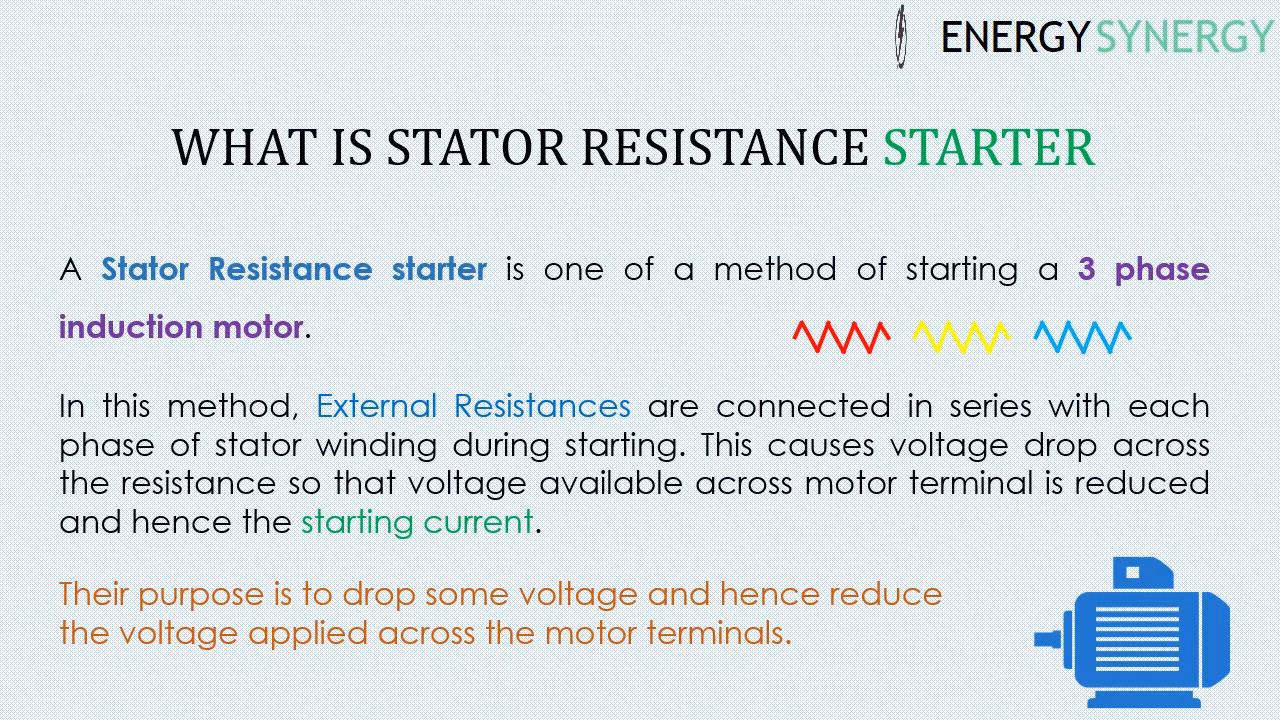 ENERGY SYNERGY
WHAT IS STATOR RESISTANCE STARTER
A Stator Resistance starter is one of a method of starting a 3 phase
induction motor.
In this method, External Resistances are connected in series with each
phase of stator winding during starting. This causes voltage drop across
the resistance so that voltage available across motor terminal is reduced
and hence the starting current.
Their purpose is to drop some voltage and hence reduce
the voltage applied across the motor terminals.